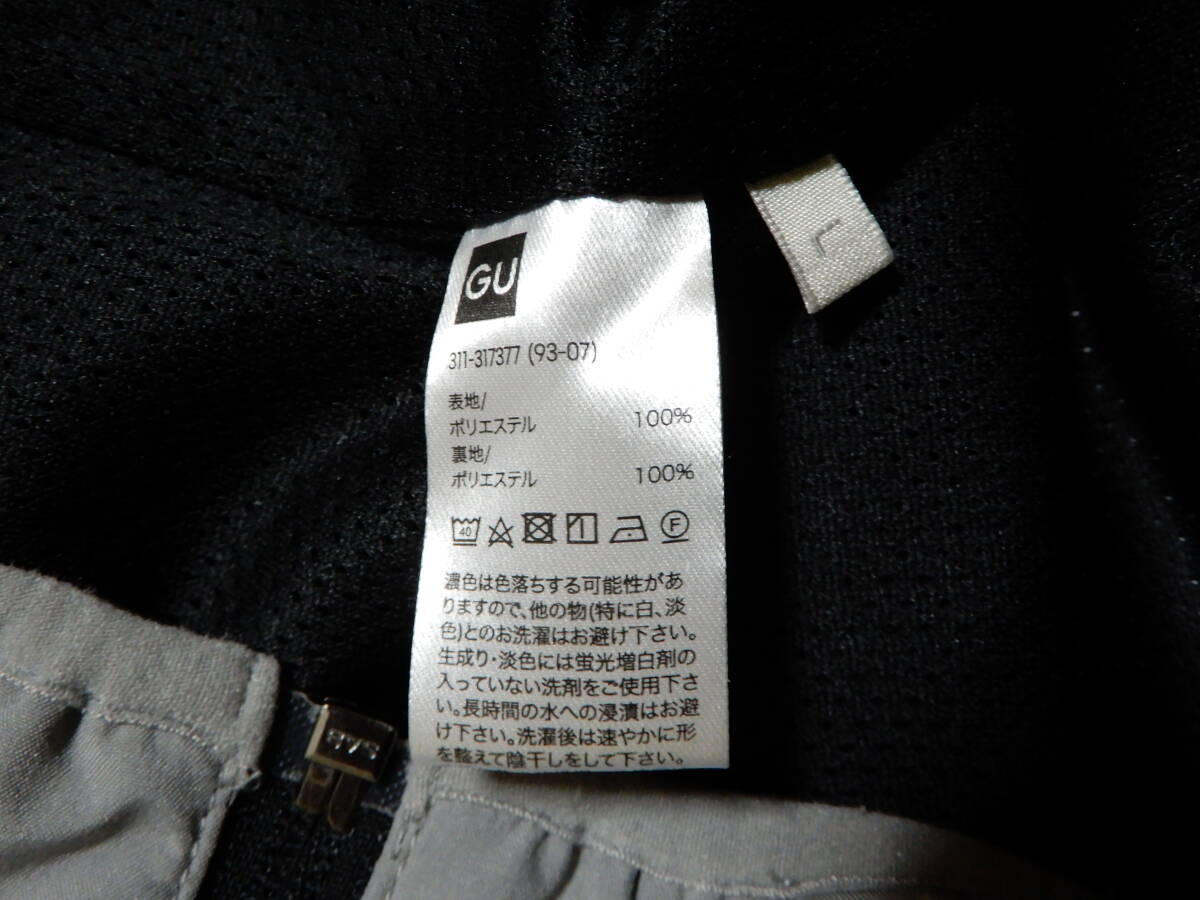 GU
L
311-317377 (93-07)
表地/
ポリエステル 100%
裏地/
ポリエステル 100%
40 F
濃色は色落ちする可能性があ
りますので、他の物(特に白、淡
色)とのお洗濯はお避け下さい。
生成り・淡色には蛍光増白剤の
入っていない洗剤をご使用下さ
い。長時間の水への浸漬はお避
け下さい。洗濯後は速やかに形
を整えて陰干しをして下さい。